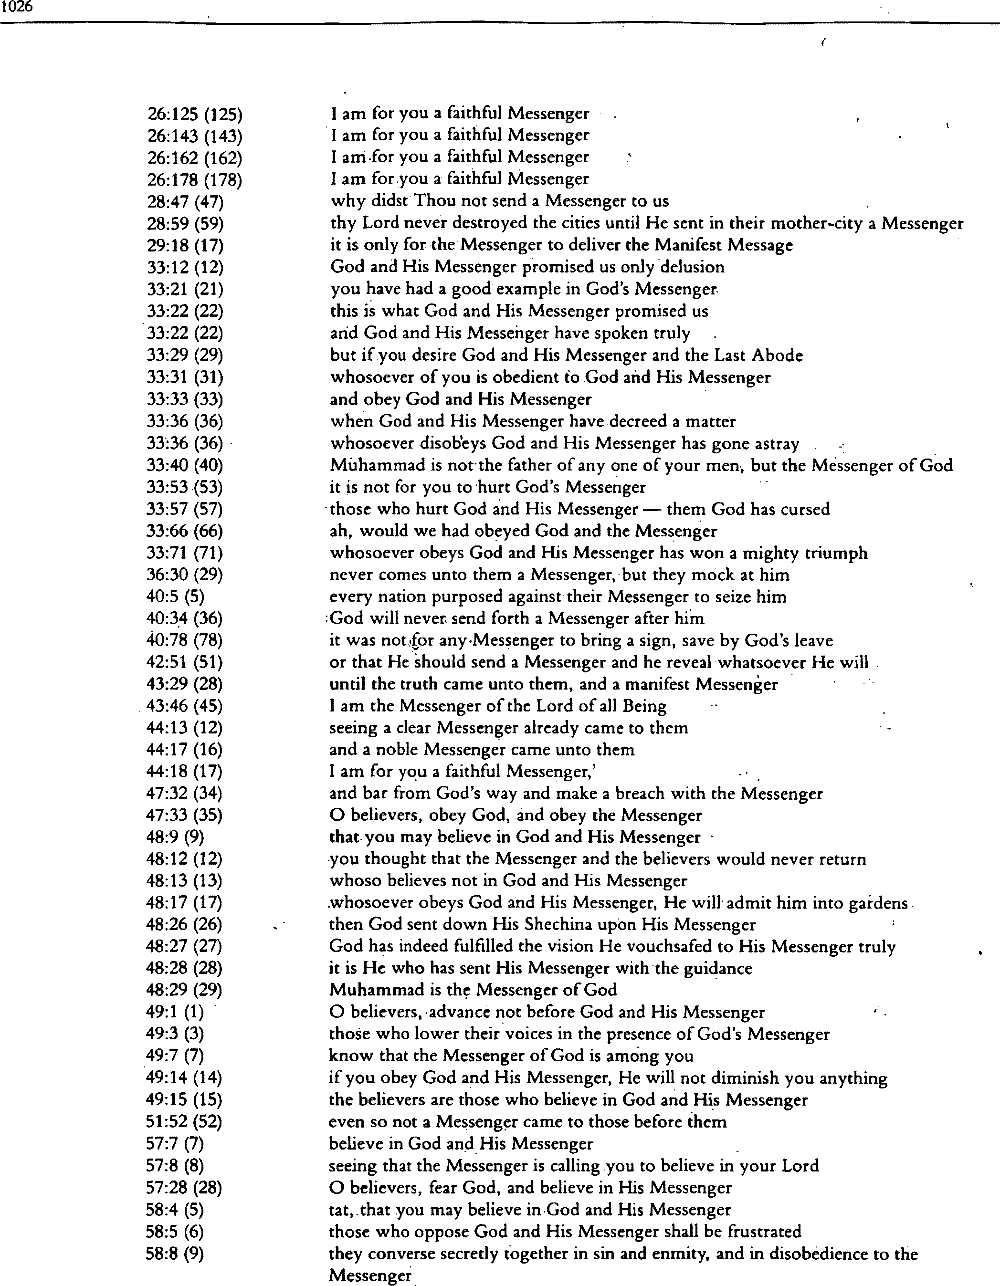 1026
26:125 (125) I am for you a faithful Messenger
26:143 (143) I am for you a faithful Messenger
26:162 (162) I am for you a faithful Messenger
26:178 (178) I am for you a faithful Messenger
28:47 (47) why didst Thou not send a Messenger to us
28:59 (59) thy Lord never destroyed the cities until He sent in their mother-city a Messenger
29:18 (17) it is only for the Messenger to deliver the Manifest Message
33:12 (12) God and His Messenger promised us only delusion
33:21 (21) you have had a good example in God's Messenger
33:22 (22) this is what God and His Messenger promised us
33:22 (22) and God and His Messenger have spoken truly
33:29 (29) but if you desire God and His Messenger and the Last Abode
33:31 (31) whosoever of you is obedient to God and His Messenger
33:33 (33) and obey God and His Messenger
33:36 (36) when God and His Messenger have decreed a matter
33:36 (36) whosoever disobeys God and His Messenger has gone astray
33:40 (40) Muhammad is not the father of any one of your men, but the Messenger of God
33:53 (53) it is not for you to hurt God's Messenger
33:57 (57) those who hurt God and His Messenger — them God has cursed
33:66 (66) ah, would we had obeyed God and the Messenger
33:71 (71) whosoever obeys God and His Messenger has won a mighty triumph
36:30 (29) never comes unto them a Messenger, but they mock at him
40:5 (5) every nation purposed against their Messenger to seize him
40:34 (36) God will never send forth a Messenger after him
40:78 (78) it was not for any Messenger to bring a sign, save by God's leave
42:51 (51) or that He should send a Messenger and he reveal whatsoever He will
43:29 (28) until the truth came unto them, and a manifest Messenger
43:46 (45) I am the Messenger of the Lord of all Being
44:13 (12) seeing a clear Messenger already came to them
44:17 (16) and a noble Messenger came unto them
44:18 (17) I am for you a faithful Messenger,'
47:32 (34) and bar from God's way and make a breach with the Messenger
47:33 (35) O believers, obey God, and obey the Messenger
48:9 (9) that you may believe in God and His Messenger
48:12 (12) you thought that the Messenger and the believers would never return
48:13 (13) whoso believes not in God and His Messenger
48:17 (17) whosoever obeys God and His Messenger, He will admit him into gardens
48:26 (26) then God sent down His Shechina upon His Messenger
48:27 (27) God has indeed fulfilled the vision He vouchsafed to His Messenger truly
48:28 (28) it is He who has sent His Messenger with the guidance
48:29 (29) Muhammad is the Messenger of God
49:1 (1) O believers, advance not before God and His Messenger
49:3 (3) those who lower their voices in the presence of God's Messenger
49:7 (7) know that the Messenger of God is among you
49:14 (14) if you obey God and His Messenger, He will not diminish you anything
49:15 (15) the believers are those who believe in God and His Messenger
51:52 (52) even so not a Messenger came to those before them
57:7 (7) believe in God and His Messenger
57:8 (8) seeing that the Messenger is calling you to believe in your Lord
57:28 (28) O believers, fear God, and believe in His Messenger
58:4 (5) tat, that you may believe in God and His Messenger
58:5 (6) those who oppose God and His Messenger shall be frustrated
58:8 (9) they converse secretly together in sin and enmity, and in disobedience to the
Messenger